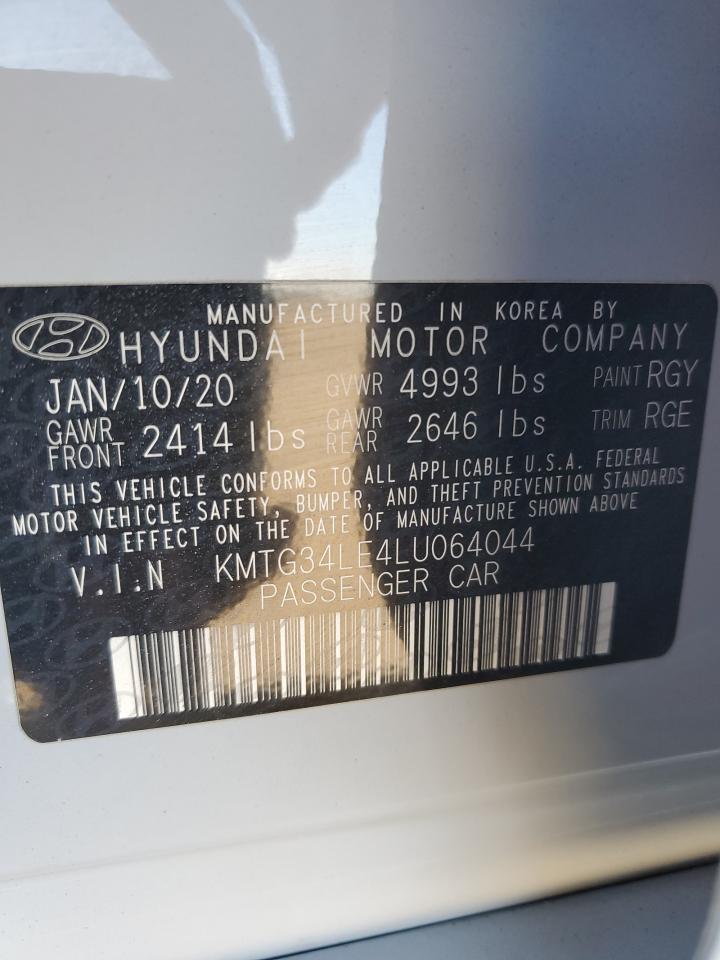 MANUFACTURED IN KOREA BY
HYUNDAI MOTOR COMPANY
JAN/10/20 GVWR 4993 lbs PAINT RGY
GAWR FRONT 2414 lbs GAWR REAR 2646 lbs TRIM RGE
THIS VEHICLE CONFORMS TO ALL APPLICABLE U.S.A. FEDERAL
MOTOR VEHICLE SAFETY, BUMPER, AND THEFT PREVENTION STANDARDS
IN EFFECT ON THE DATE OF MANUFACTURE SHOWN ABOVE
V.I.N KMTG34LE4LU064044
PASSENGER CAR